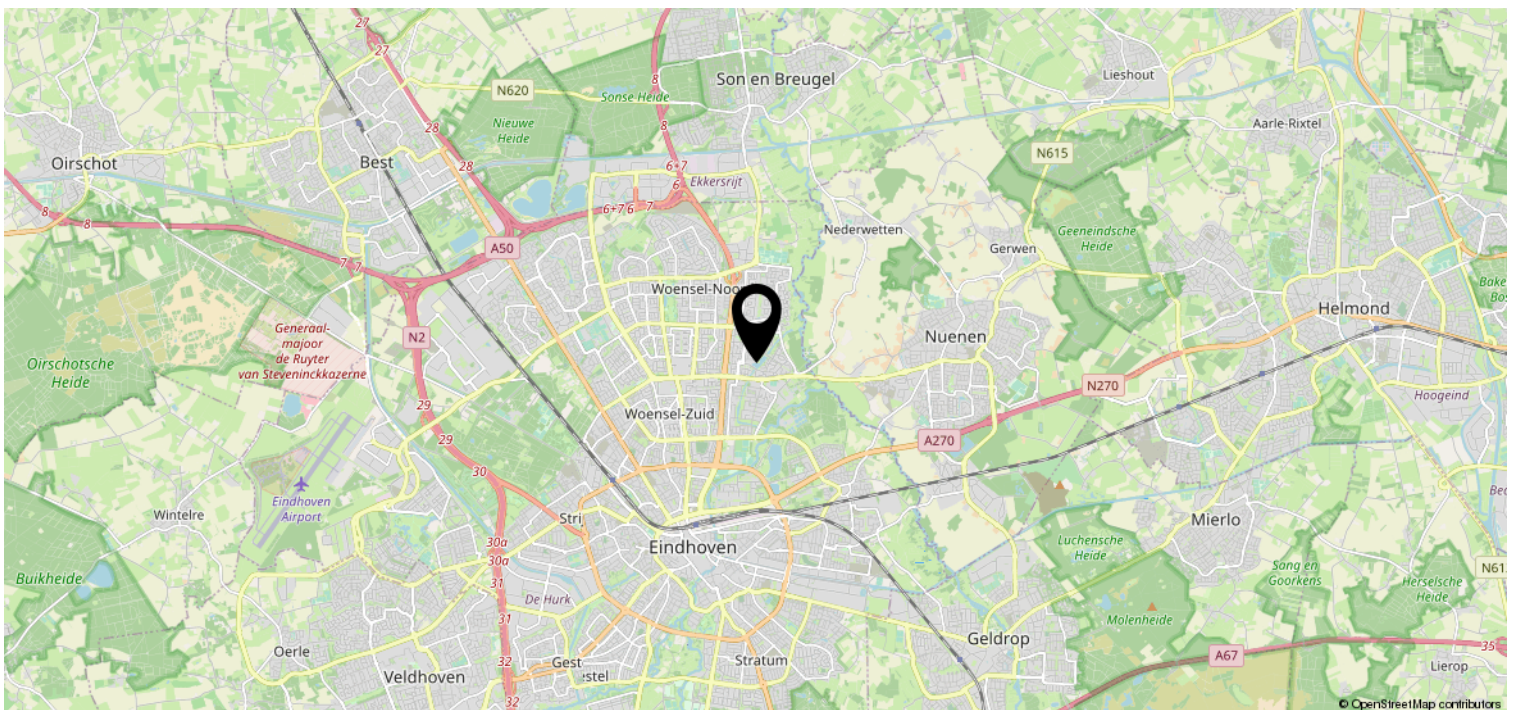 27
27
Son en Breugel
8
Lieshout
N620
Sonse Heide
Nieuwe
Heide
28
8
Aarle-Rixtel
Oirschot
Best
28
6+7
N615
6
Ekkersrijt
8
8
6+7 6
7
Nederwetten
Geeneindsche
Heide
A50
Gerwen
7
7
Woensel-Noor
Generaal-
majoor
de Ruyter
van Steveninckkazerne
N2
Helmond
Nuenen
Oirschotsche
Heide
N270
29
Hoogeind
Woensel-Zuid
29
A270
30
Eindhoven
Airport
Wintelre
Strij
Mierlo
30a
Eindhoven
Luchensche
Heide
30a
Buikheide
31
Sang en
Goorkens
N61
Herselsche
Heide
De Hurk
31
Molenheide
Geldrop
35
Oerle
32
Gest
estel
Stratum
A67
Lierop
Veldhoven
32
© OpenStreetMap contributors